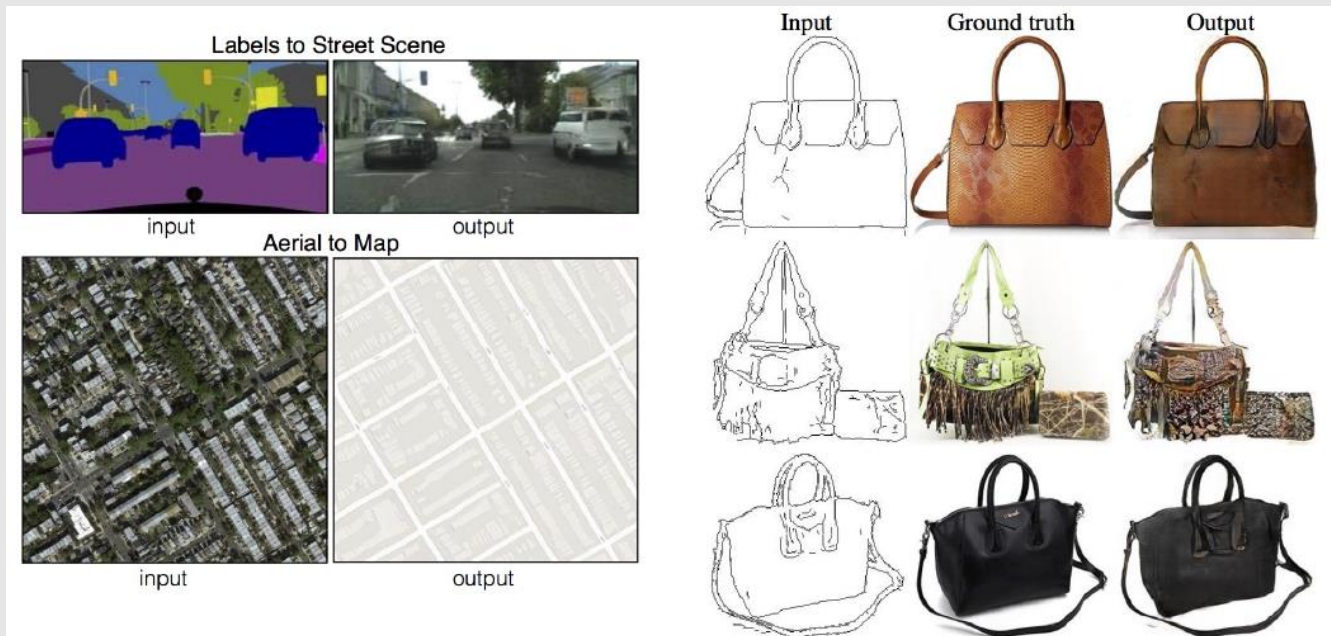 Labels to Street Scene
input output
Aerial to Map
input output
Input Ground truth Output